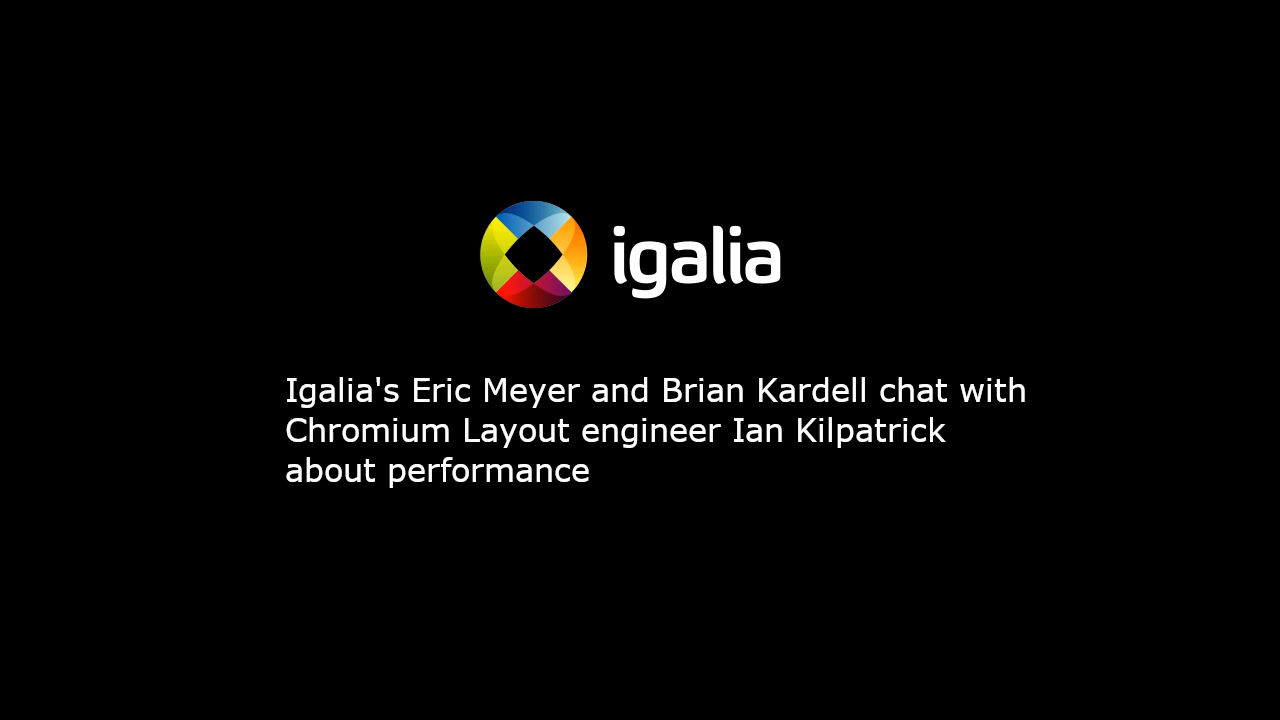 igalia
Igalia's Eric Meyer and Brian Kardell chat with
Chromium Layout engineer Ian Kilpatrick
about performance